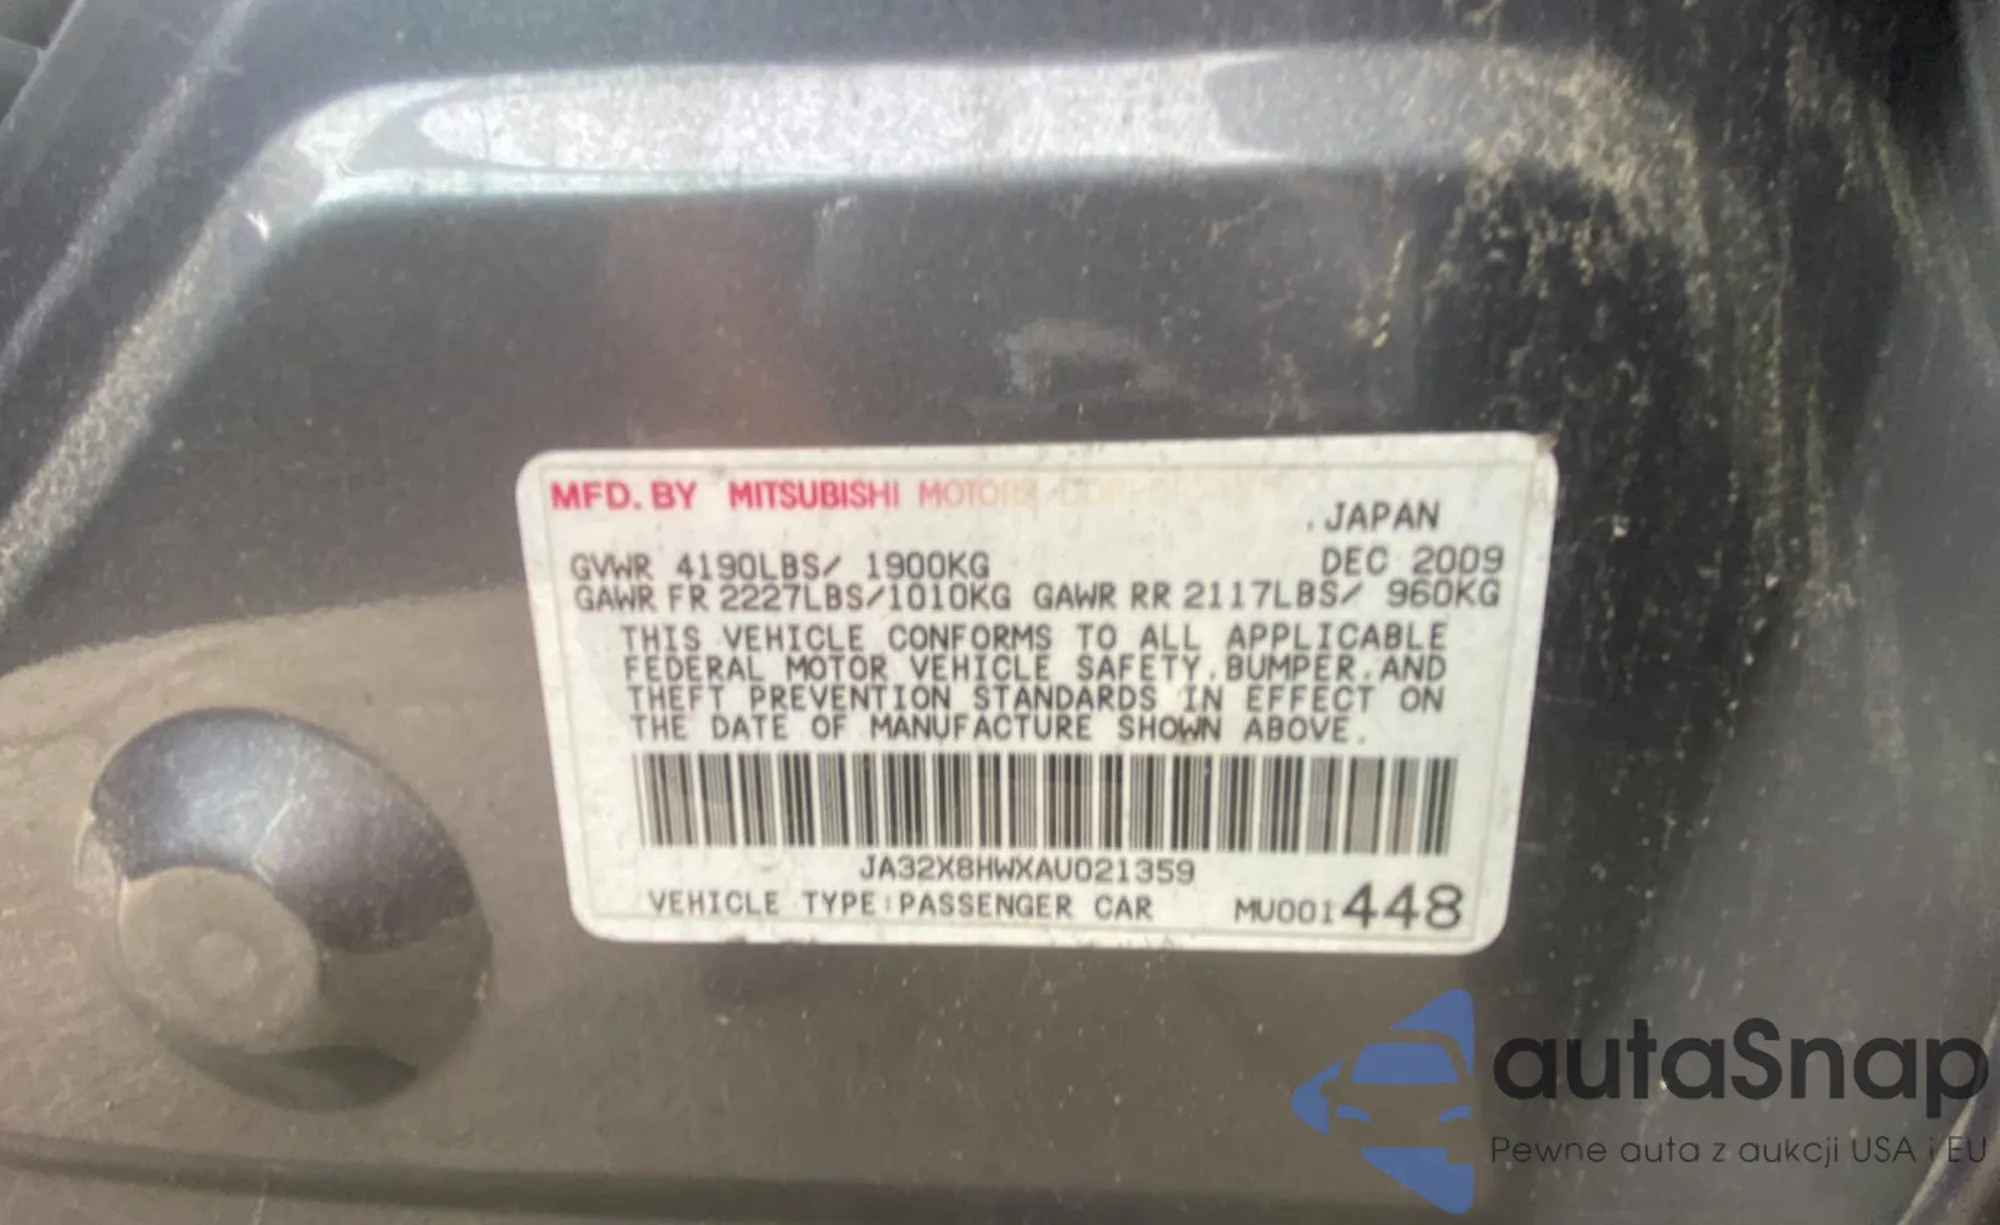 MFD. BY MITSUBISHI MOTORS
JAPAN
GVWR 4190LBS/ 1900KG DEC 2009
GAWR FR 2227LBS/1010KG GAWR RR 2117LBS/ 960KG
THIS VEHICLE CONFORMS TO ALL APPLICABLE
FEDERAL MOTOR VEHICLE SAFETY.BUMPER.AND
THEFT PREVENTION STANDARDS IN EFFECT ON
THE DATE OF MANUFACTURE SHOWN ABOVE.
JA32X8HWXAU021359
VEHICLE TYPE:PASSENGER CAR MU001448
autaSnap
Pewne auta z aukcji USA i EU